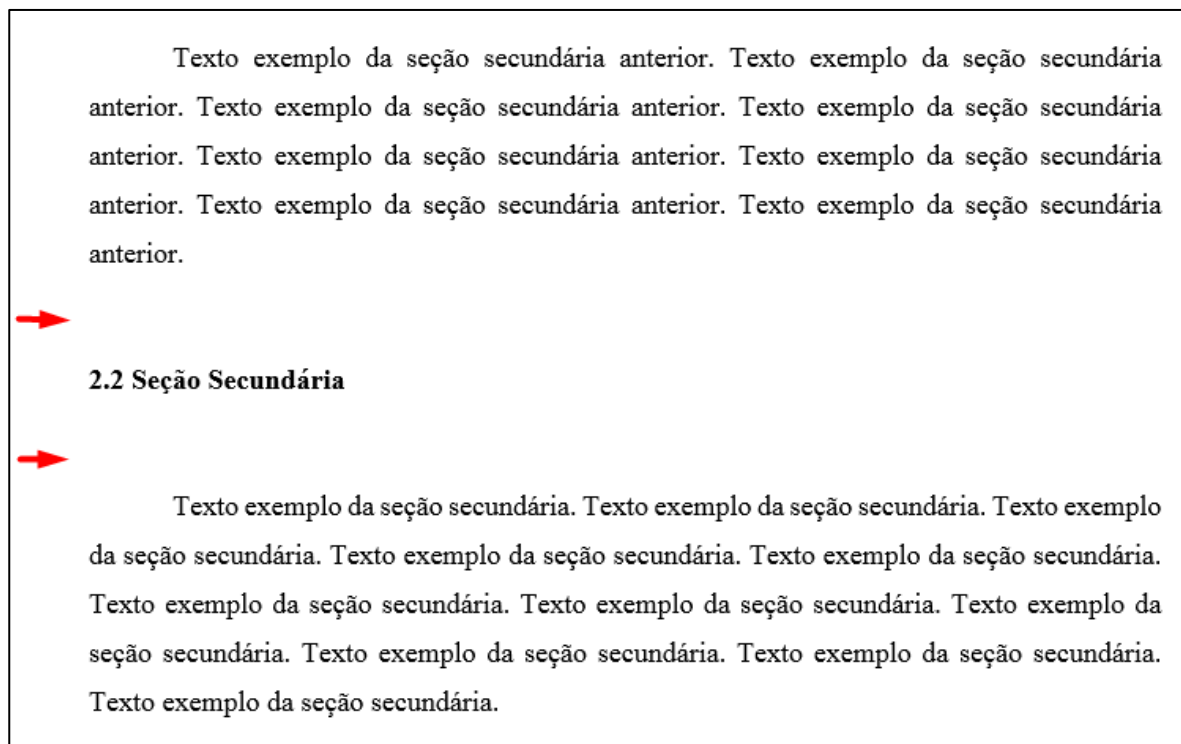 Texto exemplo da seção secundária anterior. Texto exemplo da seção secundária
anterior. Texto exemplo da seção secundária anterior. Texto exemplo da seção secundária
anterior. Texto exemplo da seção secundária anterior. Texto exemplo da seção secundária
anterior. Texto exemplo da seção secundária anterior. Texto exemplo da seção secundária
anterior.
2.2 Seção Secundária
Texto exemplo da seção secundária. Texto exemplo da seção secundária. Texto exemplo
da seção secundária. Texto exemplo da seção secundária. Texto exemplo da seção secundária.
Texto exemplo da seção secundária. Texto exemplo da seção secundária. Texto exemplo da
seção secundária. Texto exemplo da seção secundária. Texto exemplo da seção secundária.
Texto exemplo da seção secundária.